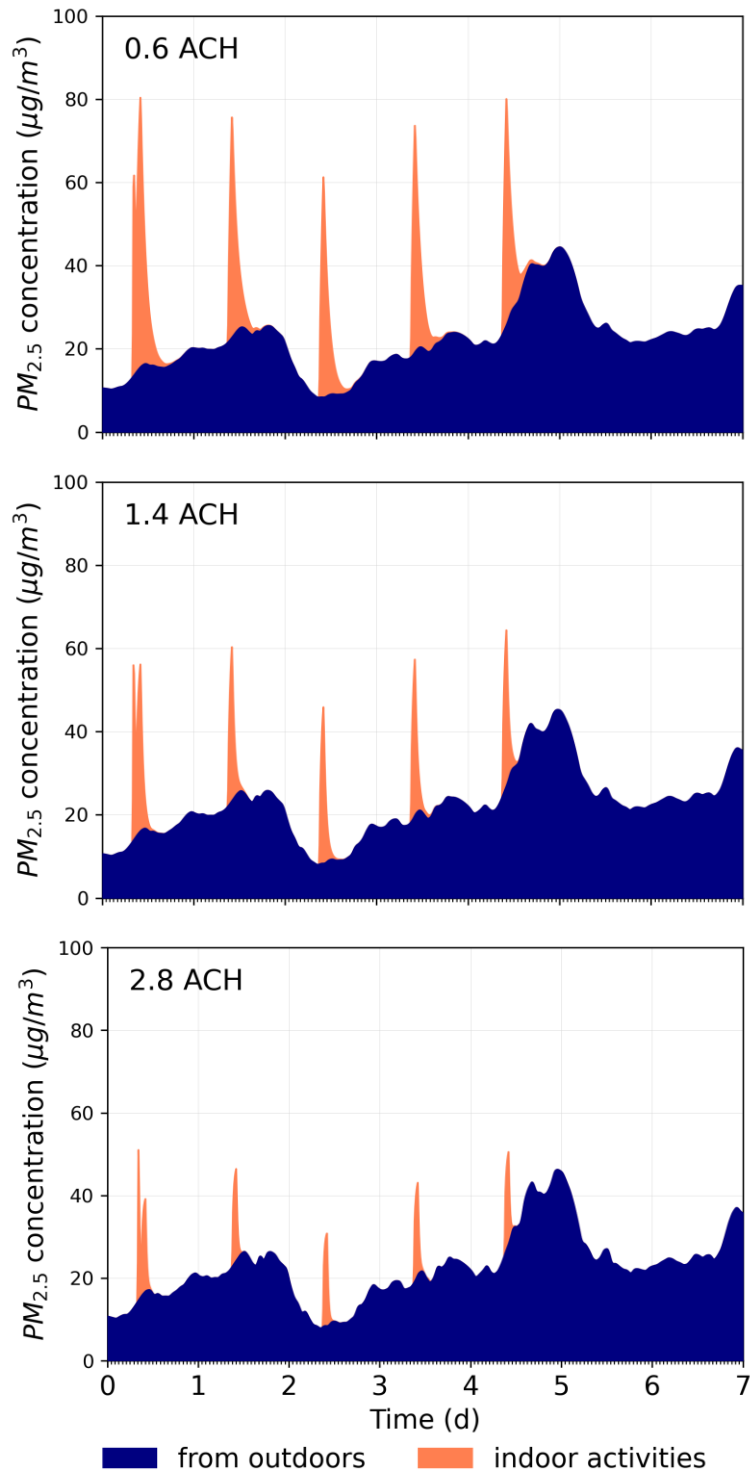 100
80
60
40
20
0
PM2.5 concentration (μg/m3)
0.6 ACH
100
80
60
40
20
0
PM2.5 concentration (μg/m3)
1.4 ACH
100
80
60
40
20
0
PM2.5 concentration (μg/m3)
2.8 ACH
0 1 2 3 4 5 6 7
Time (d)
from outdoors indoor activities